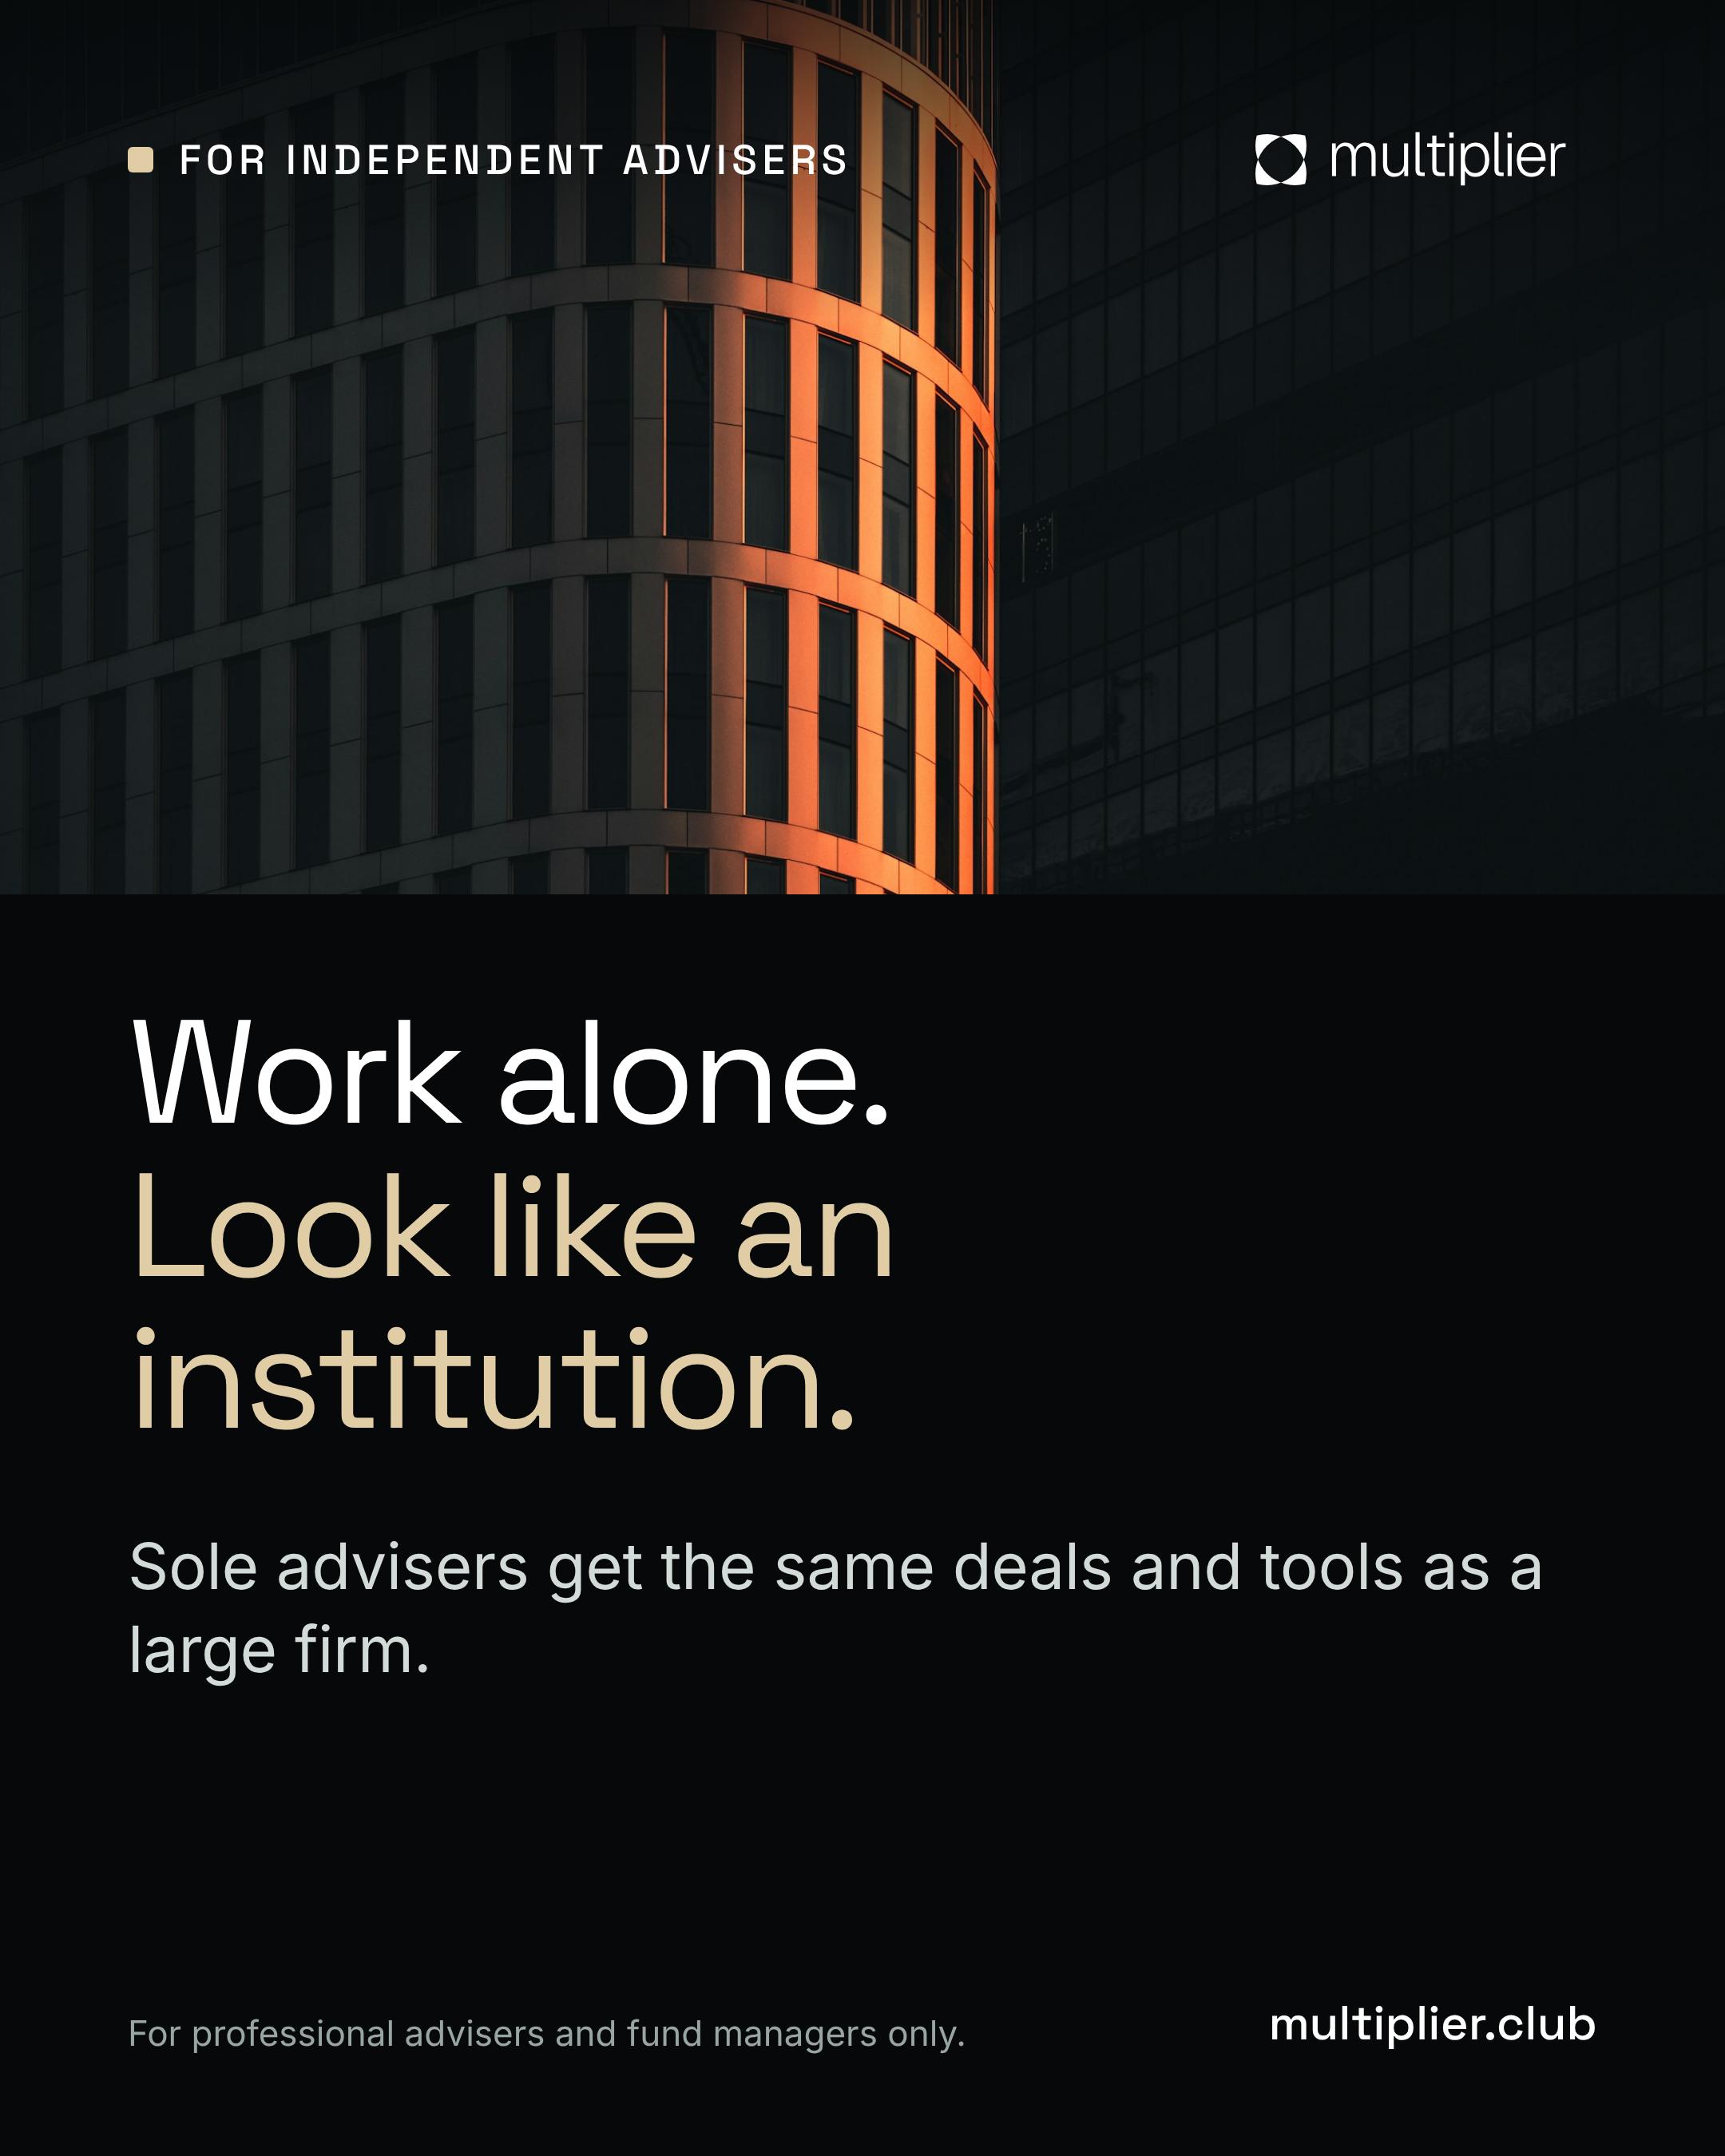 FOR INDEPENDENT ADVISERS
multiplier
Work alone.
Look like an
institution.
Sole advisers get the same deals and tools as a
large firm.
For professional advisers and fund managers only.
multiplier.club